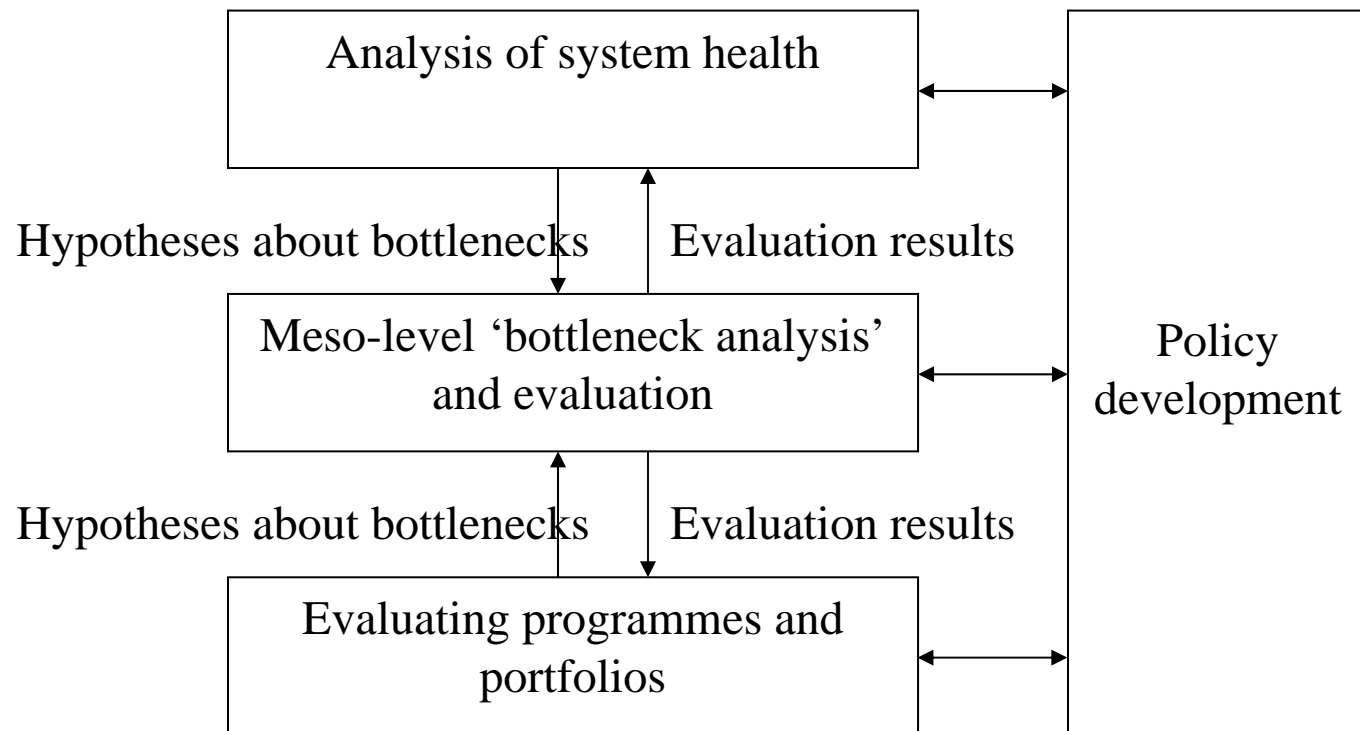 Analysis of system health
Hypotheses about bottlenecks
Evaluation results
Meso-level ‘bottleneck analysis’
and evaluation
Policy
development
Hypotheses about bottlenecks
Evaluation results
Evaluating programmes and
portfolios